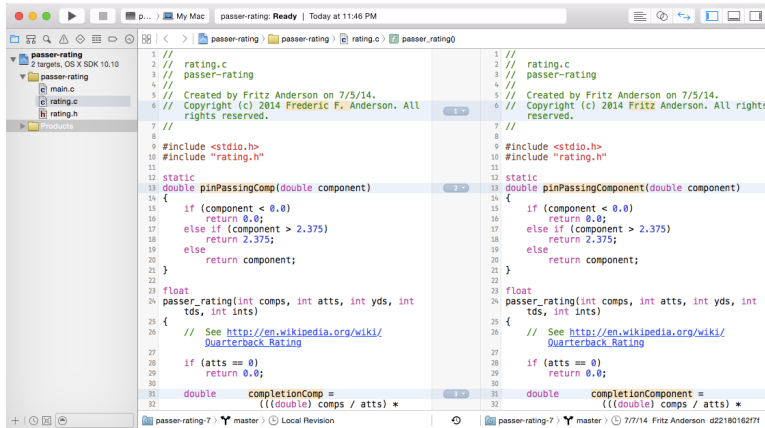 p... 〉 My Mac
passer-rating: Ready | Today at 11:46 PM
passer-rating 〉 passer-rating 〉 rating.c 〉 passer_rating()
passer-rating
2 targets, OS X SDK 10.10
passer-rating
main.c
rating.c
rating.h
Products
1 //
2 //  rating.c
3 //  passer-rating
4 //
5 //  Created by Fritz Anderson on 7/5/14.
6 //  Copyright (c) 2014 Frederic F. Anderson. All
rights reserved.
7 //
8
9 #include <stdio.h>
10 #include "rating.h"
11
12 static
13 double pinPassingComp(double component)
14 {
15     if (component < 0.0)
16         return 0.0;
17     else if (component > 2.375)
18         return 2.375;
19     else
20         return component;
21 }
22
23 float
24 passer_rating(int comps, int atts, int yds, int
tds, int ints)
25 {
26     //  See http://en.wikipedia.org/wiki/
Quarterback_Rating
27
28     if (atts == 0)
29         return 0.0;
30
31     double      completionComp =
32                   (((double) comps / atts) *
1
2
3
1 //
2 //  rating.c
3 //  passer-rating
4 //
5 //  Created by Fritz Anderson on 7/5/14.
6 //  Copyright (c) 2014 Fritz Anderson. All rights
reserved.
7 //
8
9 #include <stdio.h>
10 #include "rating.h"
11
12 static
13 double pinPassingComponent(double component)
14 {
15     if (component < 0.0)
16         return 0.0;
17     else if (component > 2.375)
18         return 2.375;
19     else
20         return component;
21 }
22
23 float
24 passer_rating(int comps, int atts, int yds, int
tds, int ints)
25 {
26     //  See http://en.wikipedia.org/wiki/
Quarterback_Rating
27
28     if (atts == 0)
29         return 0.0;
30
31     double      completionComponent =
32                   (((double) comps / atts) *
passer-rating-7 〉 master 〉 Local Revision
passer-rating-7 〉 master 〉 7/7/14 Fritz Anderson d22180162f7f